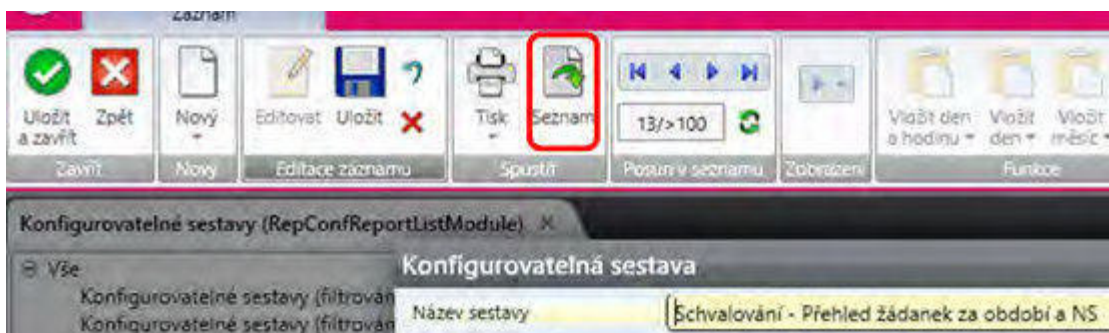 Záznam
Uložit a zavřít Zpět Nový Editovat Uložit Tisk Seznam 13/>100 Vložit den a hodinu Vložit den Vložit měsíc
Zavřít Nový Editace záznamu Spustit Posun v seznamu Zobrazení Funkce
Konfigurovatelné sestavy (RepConfReportListModule) ×
Vše
Konfigurovatelná sestava
Konfigurovatelné sestavy (filtrován
Název sestavy Schvalování - Přehled žádanek za období a NS
Konfigurovatelné sestavy (filtrován